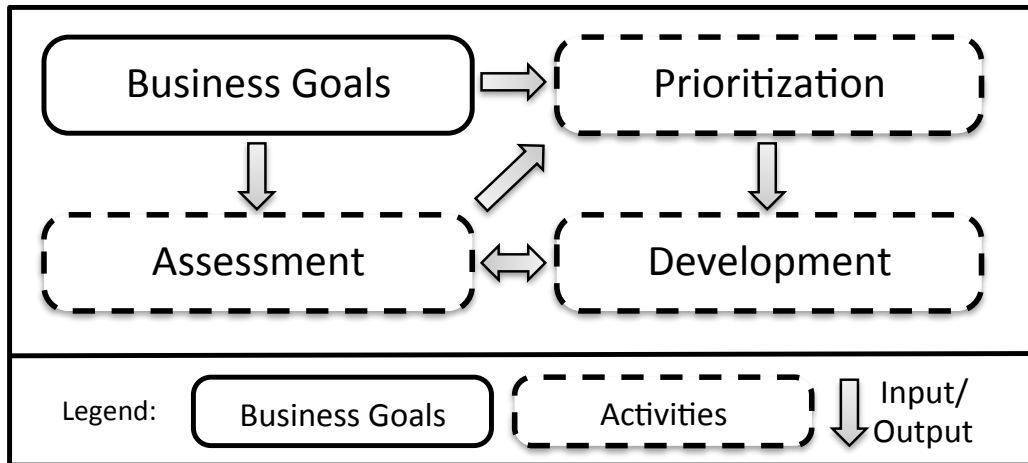 Business Goals
Prioritization
Assessment
Development
Legend:
Business Goals
Activities
Input/
Output